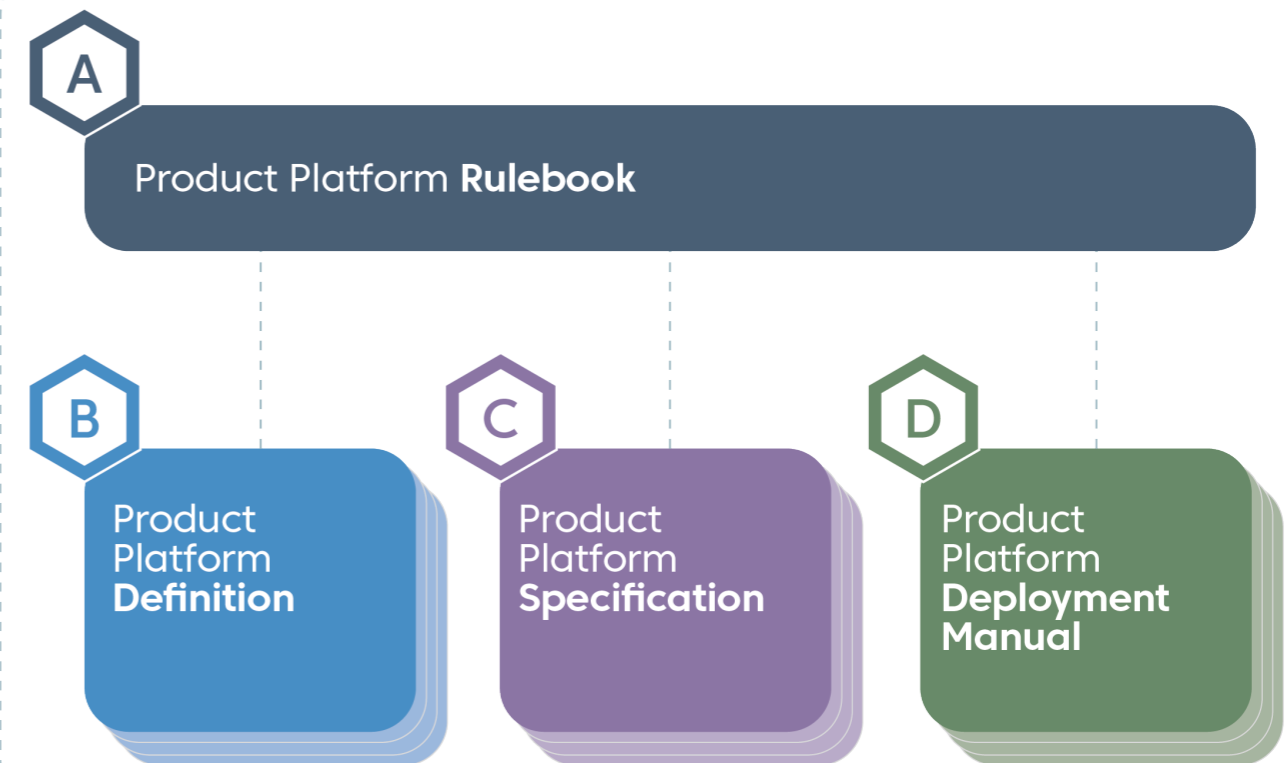 A
Product Platform Rulebook
B
Product
Platform
Definition
C
Product
Platform
Specification
D
Product
Platform
Deployment
Manual